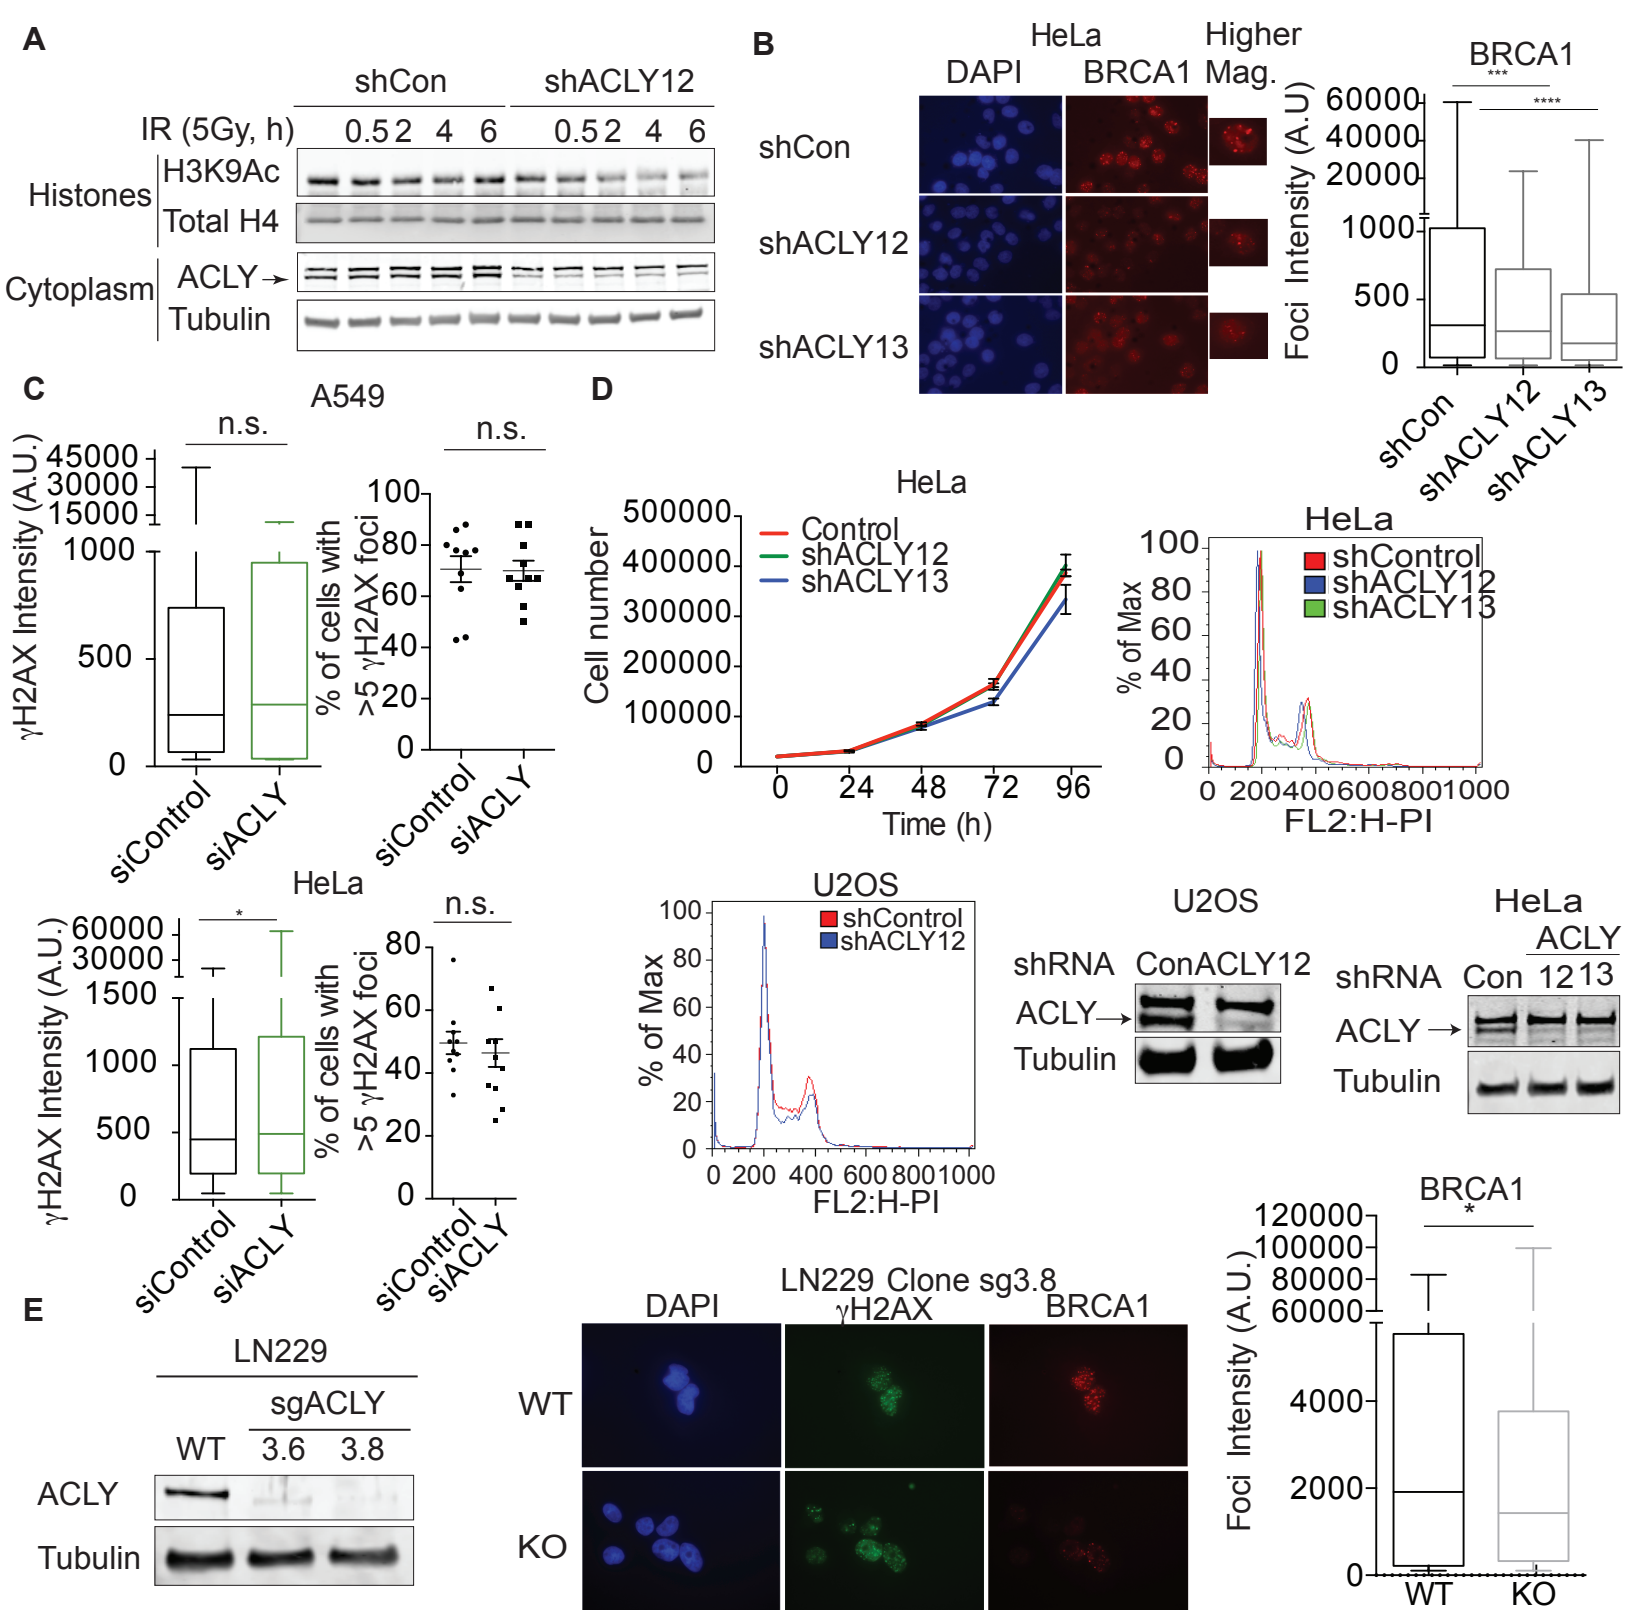 A
shCon shACLY12
IR (5Gy, h) 0.5 2 4 6 0.5 2 4 6
Histones
H3K9Ac
Total H4
Cytoplasm
ACLY
Tubulin
B
HeLa Higher
DAPI BRCA1 Mag.
shCon
shACLY12
shACLY13
BRCA1
***
****
Foci Intensity (A.U)
60000
40000
20000
1000
500
0
shCon
shACLY12
shACLY13
C
A549
n.s.
γH2AX Intensity (A.U.)
45000
30000
15000
1000
500
0
siControl
siACLY
n.s.
% of cells with
>5 γH2AX foci
100
80
60
40
20
0
siControl
siACLY
HeLa
*
γH2AX Intensity (A.U.)
60000
30000
1500
1000
500
0
siControl
siACLY
n.s.
% of cells with
>5 γH2AX foci
80
60
40
20
0
siControl
siACLY
D
HeLa
Cell number
500000
400000
300000
200000
100000
0
Control
shACLY12
shACLY13
0 24 48 72 96
Time (h)
HeLa
% of Max
100
80
60
40
20
0
shControl
shACLY12
shACLY13
0 200 400 600 800 1000
FL2:H-PI
U2OS
% of Max
100
80
60
40
20
0
shControl
shACLY12
0 200 400 600 800 1000
FL2:H-PI
U2OS
shRNA Con ACLY12
ACLY
Tubulin
HeLa
ACLY
shRNA Con 12 13
ACLY
Tubulin
E
LN229
sgACLY
WT 3.6 3.8
ACLY
Tubulin
LN229 Clone sg3.8
DAPI γH2AX BRCA1
WT
KO
BRCA1
*
Foci Intensity (A.U.)
120000
100000
80000
60000
4000
2000
0
WT KO